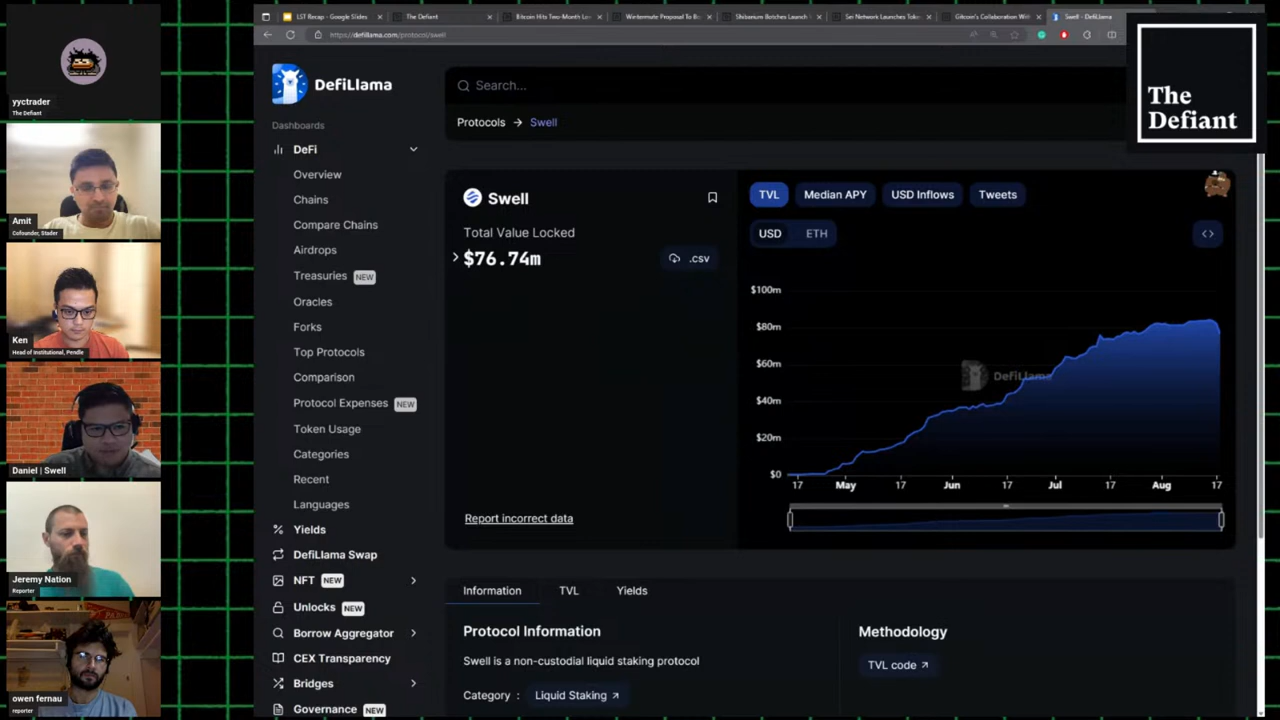 yyctrader
The Defiant
Amit
Cofounder, Stader
Ken
Head of Institutional, Pendle
Daniel | Swell
Jeremy Nation
Reporter
owen fernau
reporter
LST Recap - Google Slides
The Defiant
Bitcoin Hits Two-Month Lo
Wintermute Proposal To B
Shibarium Botches Launch
Sei Network Launches Toke
Gitcoin's Collaboration Wit
Swell - DefiLlama
https://defillama.com/protocol/swell
The
Defiant
DefiLlama
Dashboards
DeFi
Overview
Chains
Compare Chains
Airdrops
Treasuries NEW
Oracles
Forks
Top Protocols
Comparison
Protocol Expenses NEW
Token Usage
Categories
Recent
Languages
Yields
DefiLlama Swap
NFT NEW
Unlocks NEW
Borrow Aggregator
CEX Transparency
Bridges
Governance NEW
Search...
Protocols → Swell
Swell
Total Value Locked
$76.74m
.csv
Report incorrect data
TVL Median APY USD Inflows Tweets
USD ETH
$100m
$80m
$60m
$40m
$20m
$0
17 May 17 Jun 17 Jul 17 Aug 17
DefiLlama
Information TVL Yields
Protocol Information
Swell is a non-custodial liquid staking protocol
Category : Liquid Staking
Methodology
TVL code